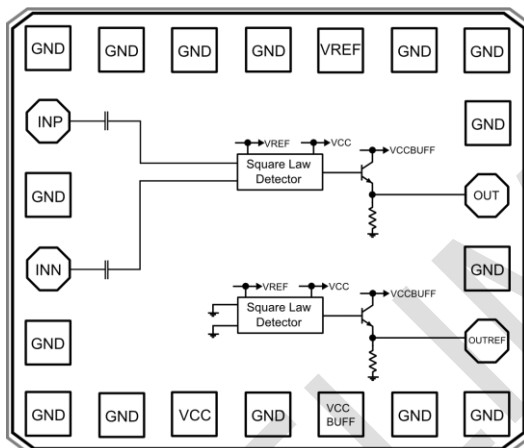 GND GND GND GND VREF GND GND
INP
GND
VREF VCC
VCCBUFF
Square Law
Detector
GND
OUT
INN
GND
VREF VCC
VCCBUFF
Square Law
Detector
GND
OUTREF
GND GND VCC GND VCC
BUFF GND GND